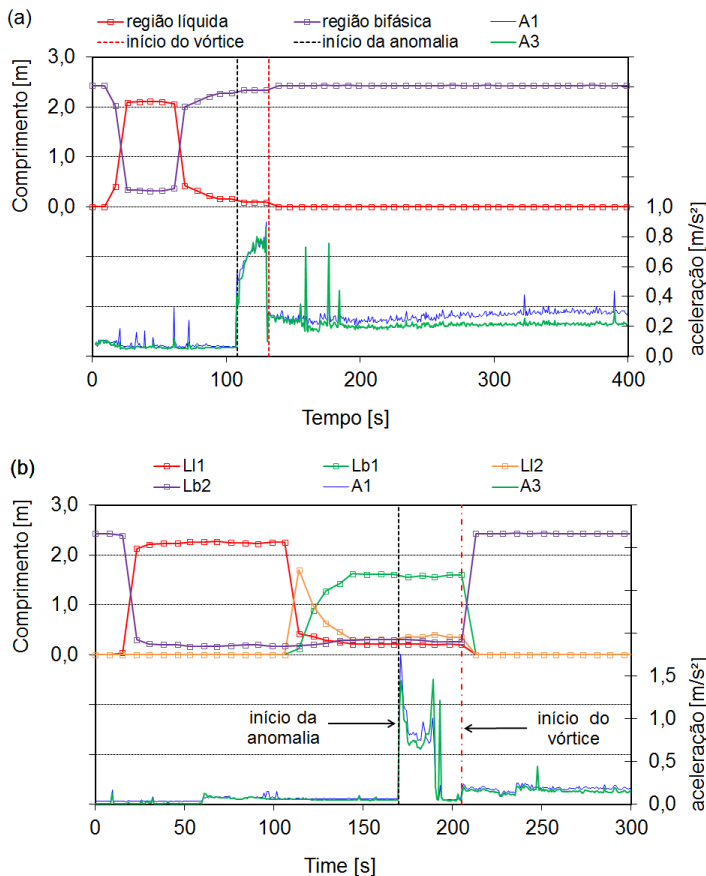 (a)
região líquida região bifásica A1
início do vórtice início da anomalia A3
3,0
2,0
1,0
0,0
Comprimento [m]
1,0
0,8
0,6
0,4
0,2
0,0
aceleração [m/s²]
0 100 200 300 400
Tempo [s]
(b)
Ll1 Lb1 Ll2
Lb2 A1 A3
3,0
2,0
1,0
0,0
Comprimento [m]
1,5
1,0
0,5
0,0
aceleração [m/s²]
início da
anomalia
início do
vórtice
0 50 100 150 200 250 300
Time [s]